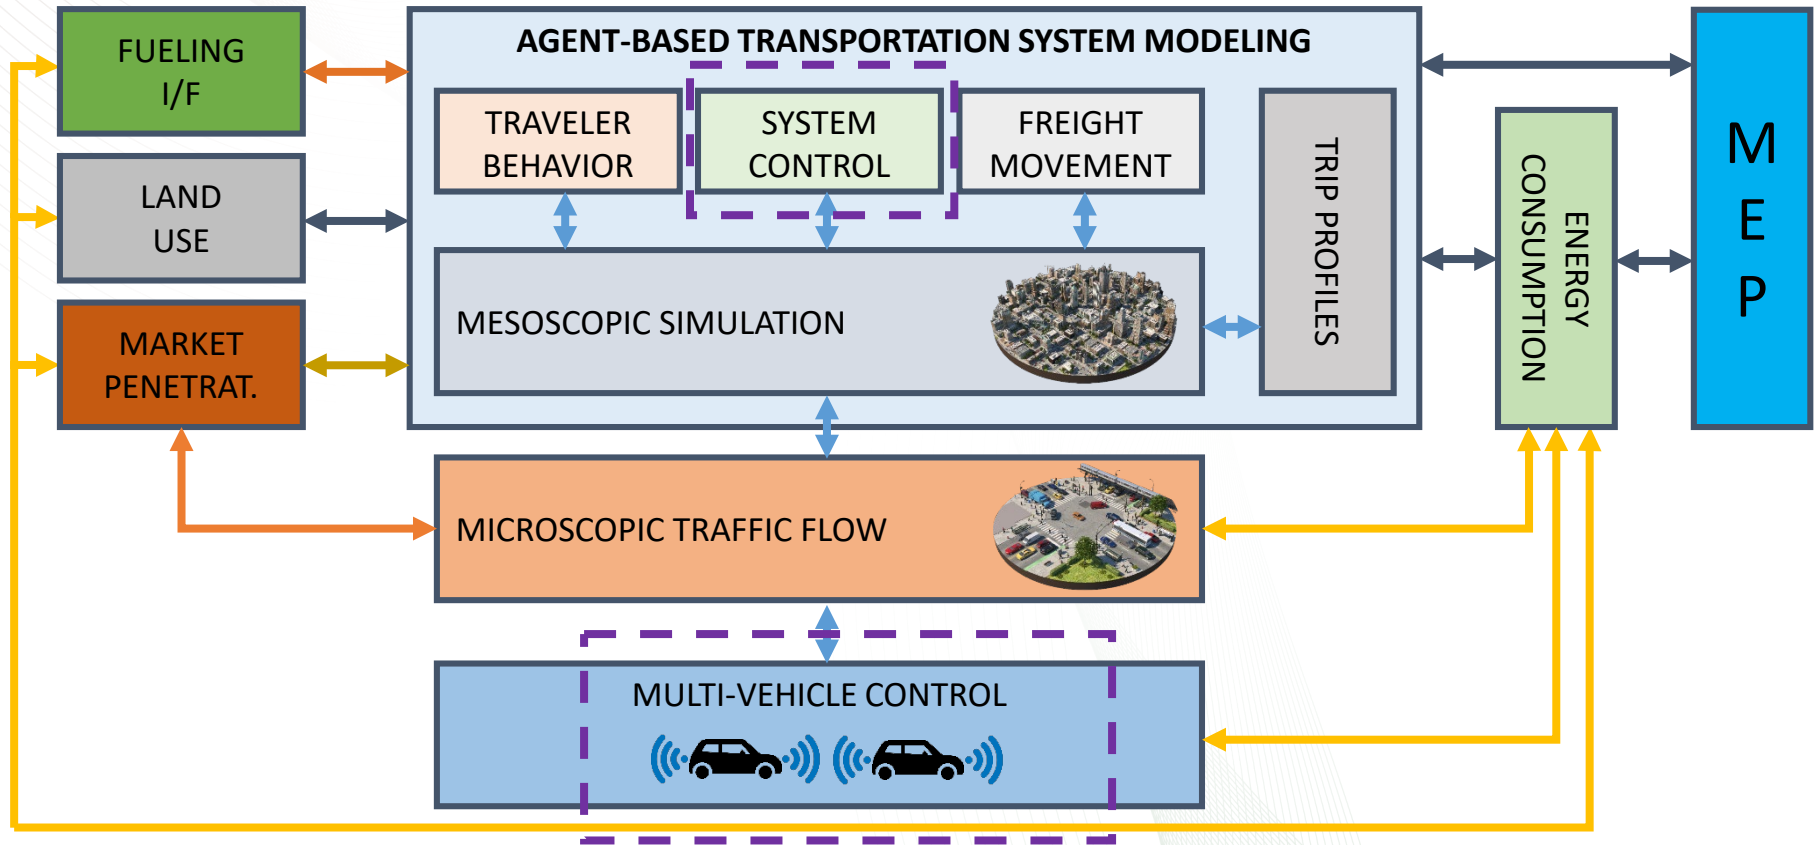 FUELING
I/F
LAND
USE
MARKET
PENETRAT.
AGENT-BASED TRANSPORTATION SYSTEM MODELING
TRAVELER
BEHAVIOR
SYSTEM
CONTROL
FREIGHT
MOVEMENT
MESOSCOPIC SIMULATION
TRIP PROFILES
MICROSCOPIC TRAFFIC FLOW
MULTI-VEHICLE CONTROL
ENERGY
CONSUMPTION
M
E
P